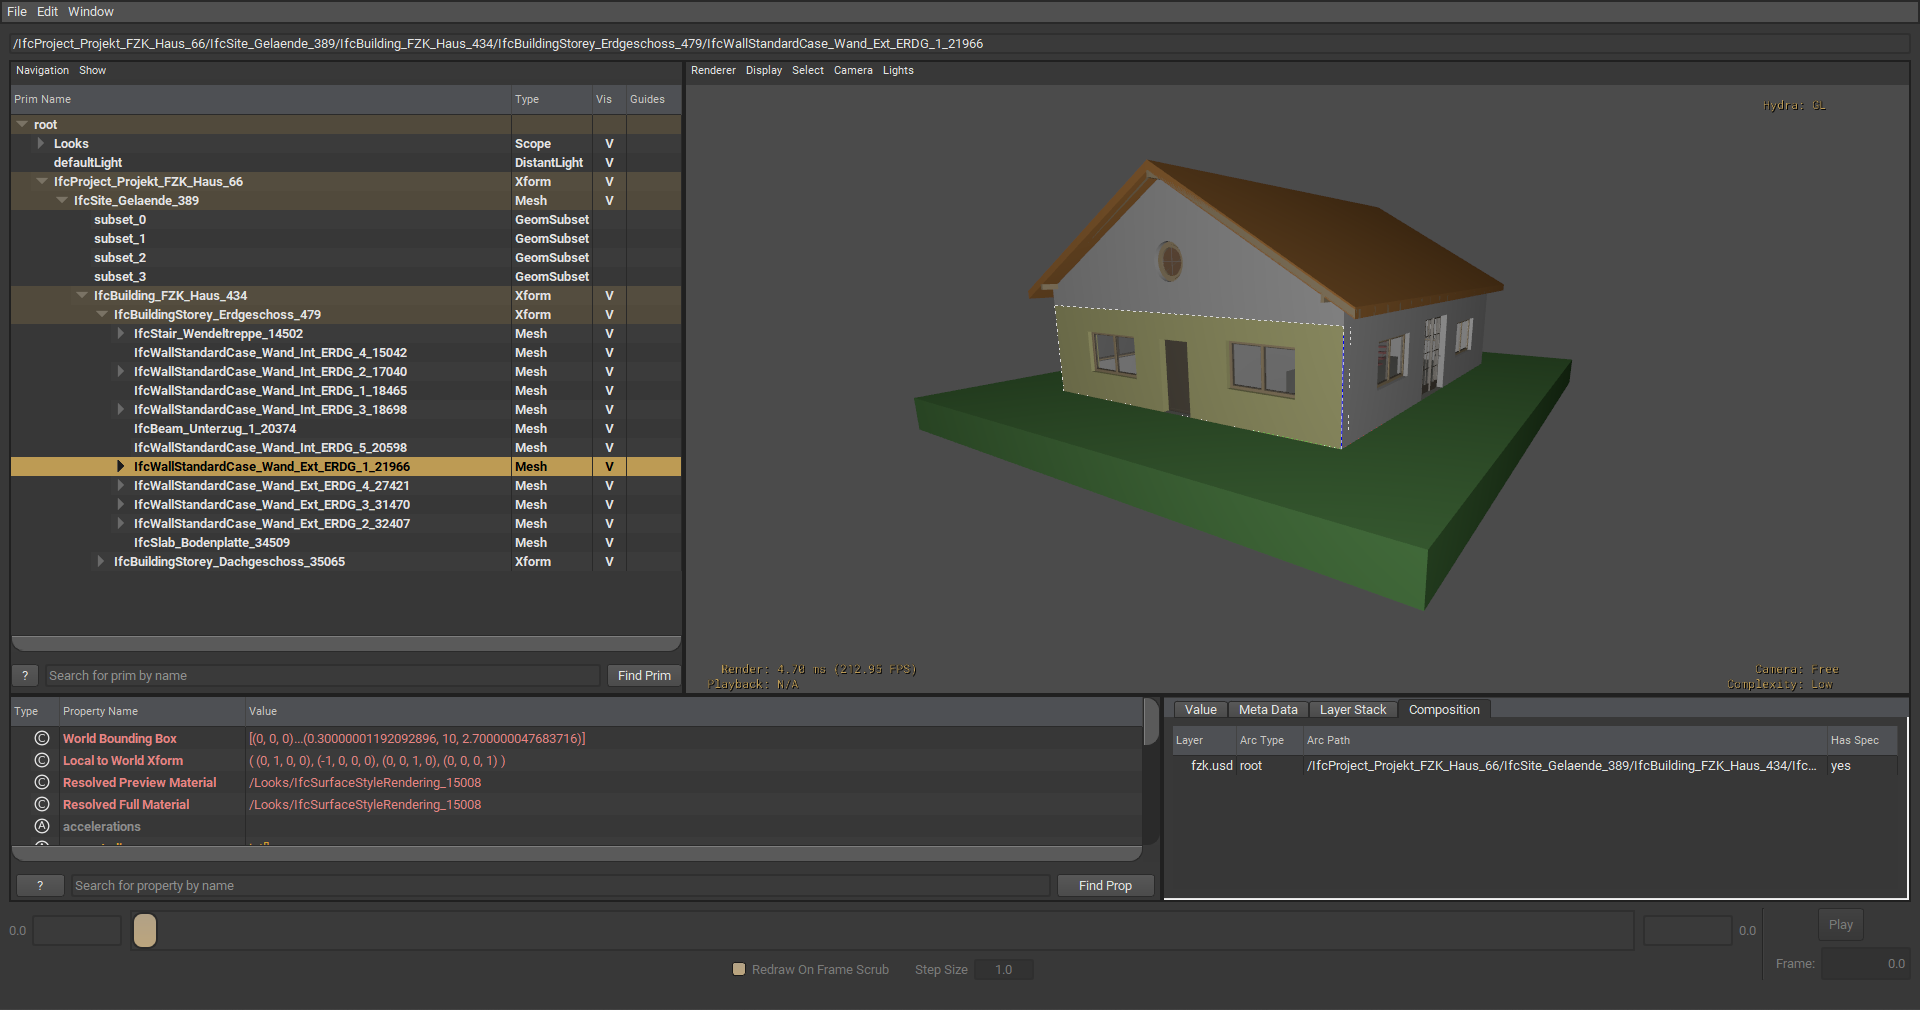 File Edit Window
/IfcProject_Projekt_FZK_Haus_66/IfcSite_Gelaende_389/IfcBuilding_FZK_Haus_434/IfcBuildingStorey_Erdgeschoss_479/IfcWallStandardCase_Wand_Ext_ERDG_1_21966
Navigation Show
Prim Name Type Vis Guides
root
Looks Scope V
defaultLight DistantLight V
IfcProject_Projekt_FZK_Haus_66 Xform V
IfcSite_Gelaende_389 Mesh V
subset_0 GeomSubset
subset_1 GeomSubset
subset_2 GeomSubset
subset_3 GeomSubset
IfcBuilding_FZK_Haus_434 Xform V
IfcBuildingStorey_Erdgeschoss_479 Xform V
IfcStair_Wendeltreppe_14502 Mesh V
IfcWallStandardCase_Wand_Int_ERDG_4_15042 Mesh V
IfcWallStandardCase_Wand_Int_ERDG_2_17040 Mesh V
IfcWallStandardCase_Wand_Int_ERDG_1_18465 Mesh V
IfcWallStandardCase_Wand_Int_ERDG_3_18698 Mesh V
IfcBeam_Unterzug_1_20374 Mesh V
IfcWallStandardCase_Wand_Int_ERDG_5_20598 Mesh V
IfcWallStandardCase_Wand_Ext_ERDG_1_21966 Mesh V
IfcWallStandardCase_Wand_Ext_ERDG_4_27421 Mesh V
IfcWallStandardCase_Wand_Ext_ERDG_3_31470 Mesh V
IfcWallStandardCase_Wand_Ext_ERDG_2_32407 Mesh V
IfcSlab_Bodenplatte_34509 Mesh V
IfcBuildingStorey_Dachgeschoss_35065 Xform V
? Search for prim by name Find Prim
Renderer Display Select Camera Lights
Hydra: GL
Render: 4.70 ms (212.95 FPS)
Playback: N/A
Camera: Free
Complexity: Low
Type Property Name Value
C World Bounding Box [(0, 0, 0)...(0.30000001192092896, 10, 2.700000047683716)]
C Local to World Xform ( (0, 1, 0, 0), (-1, 0, 0, 0), (0, 0, 1, 0), (0, 0, 0, 1) )
C Resolved Preview Material /Looks/IfcSurfaceStyleRendering_15008
C Resolved Full Material /Looks/IfcSurfaceStyleRendering_15008
A accelerations
? Search for property by name Find Prop
Value Meta Data Layer Stack Composition
Layer Arc Type Arc Path Has Spec
fzk.usd root /IfcProject_Projekt_FZK_Haus_66/IfcSite_Gelaende_389/IfcBuilding_FZK_Haus_434/Ifc... yes
0.0 0.0 Play
Redraw On Frame Scrub Step Size 1.0 Frame: 0.0